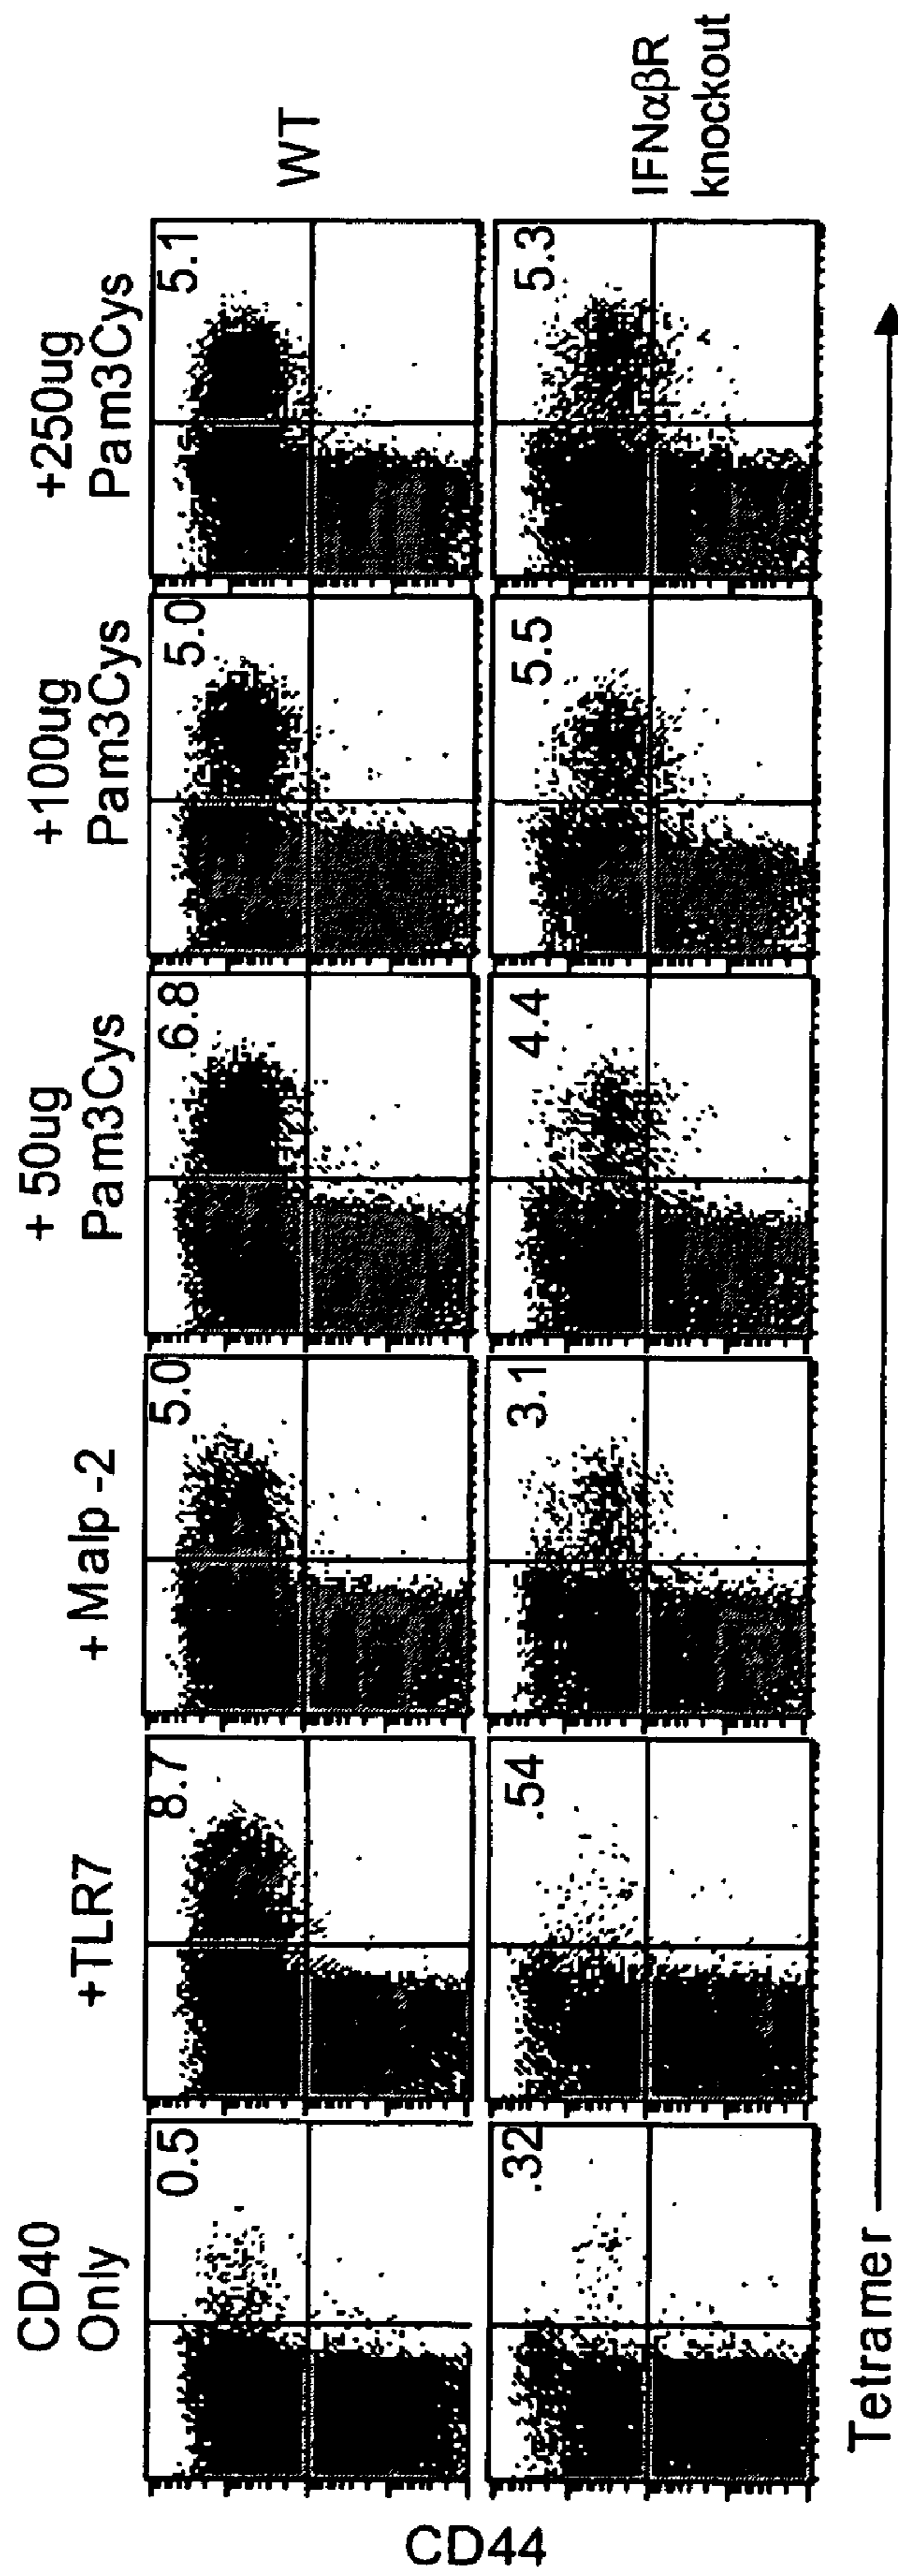 CD40
Only
+TLR7
+ Malp -2
+ 50ug
Pam3Cys
+100ug
Pam3Cys
+250ug
Pam3Cys
0.5
8.7
5.0
6.8
5.0
5.1
WT
.32
.54
3.1
4.4
5.5
5.3
IFNαβR
knockout
CD44
Tetramer